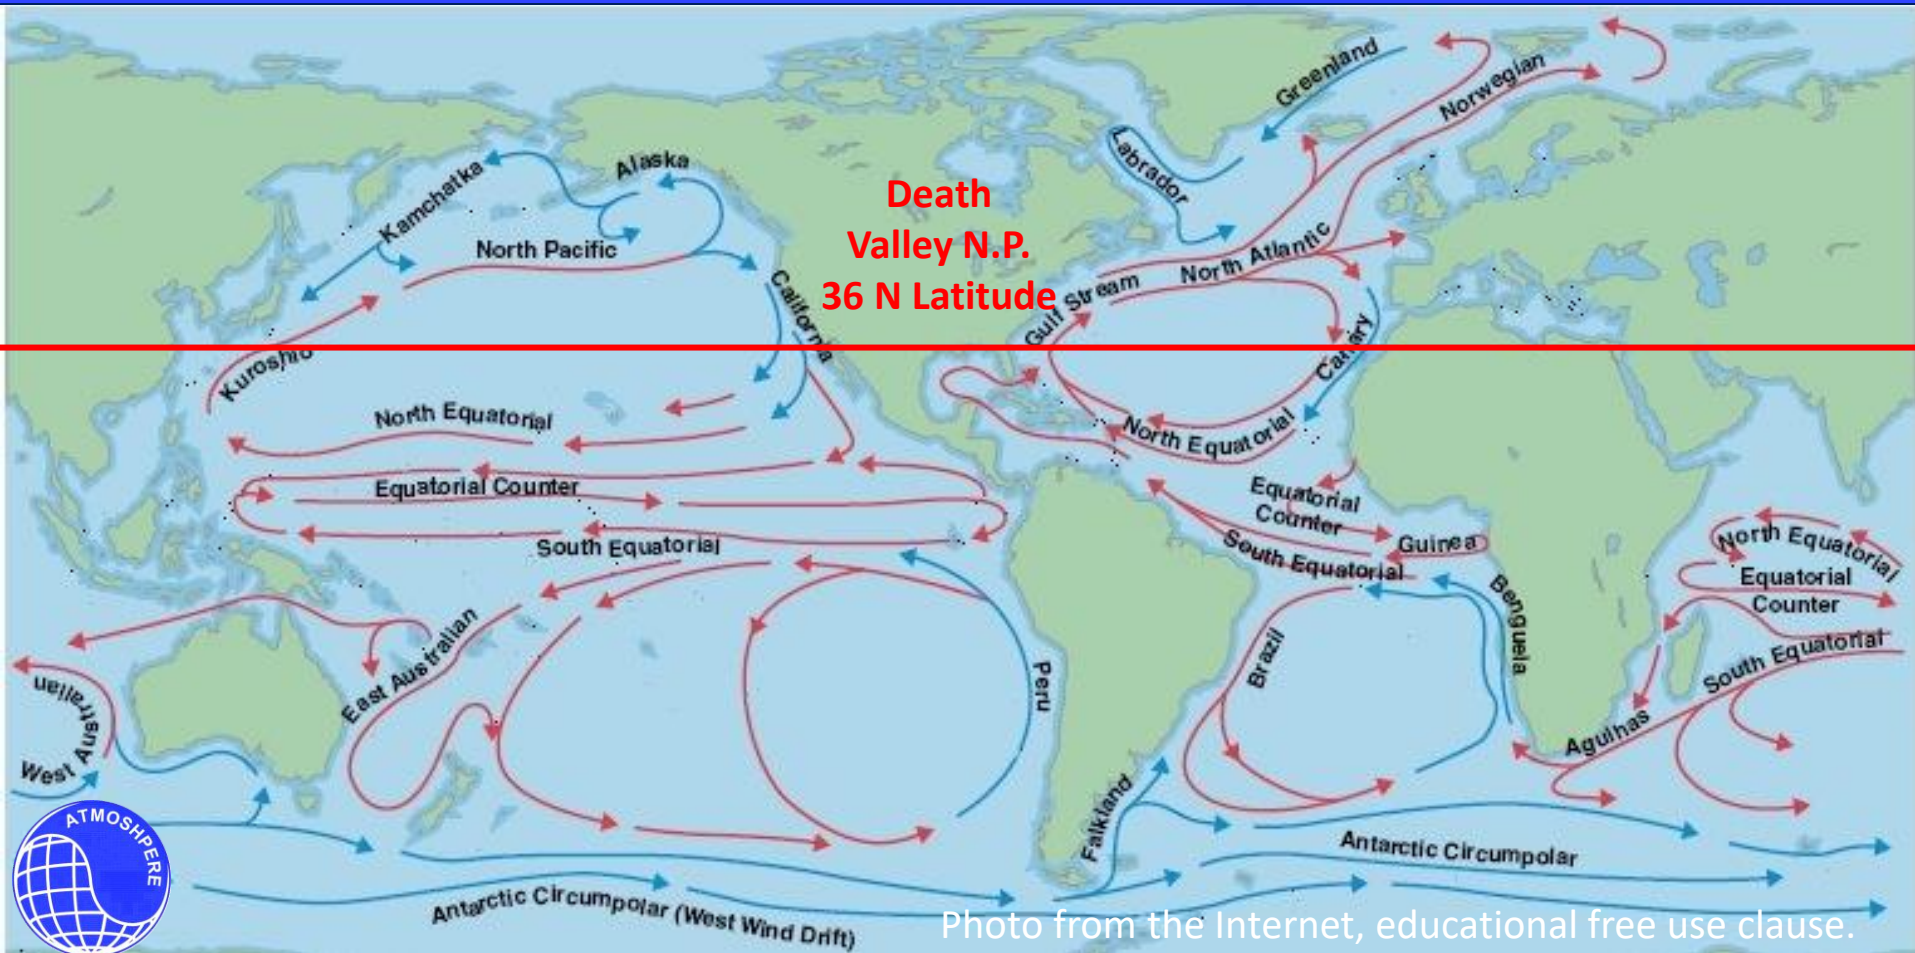 Greenland
Norwegian
Labrador
Alaska
Kamchatka
Death
Valley N.P.
36 N Latitude
North Pacific
North Atlantic
Gulf Stream
California
Canary
Kuroshio
North Equatorial
North Equatorial
Equatorial Counter
Equatorial
Counter
Guinea
South Equatorial
South Equatorial
North Equatorial
Equatorial
Counter
Benguela
East Australian
Peru
Brazil
South Equatorial
West Australian
Agulhas
Falkland
ATMOSHPERE
Antarctic Circumpolar
Antarctic Circumpolar (West Wind Drift)
Photo from the Internet, educational free use clause.